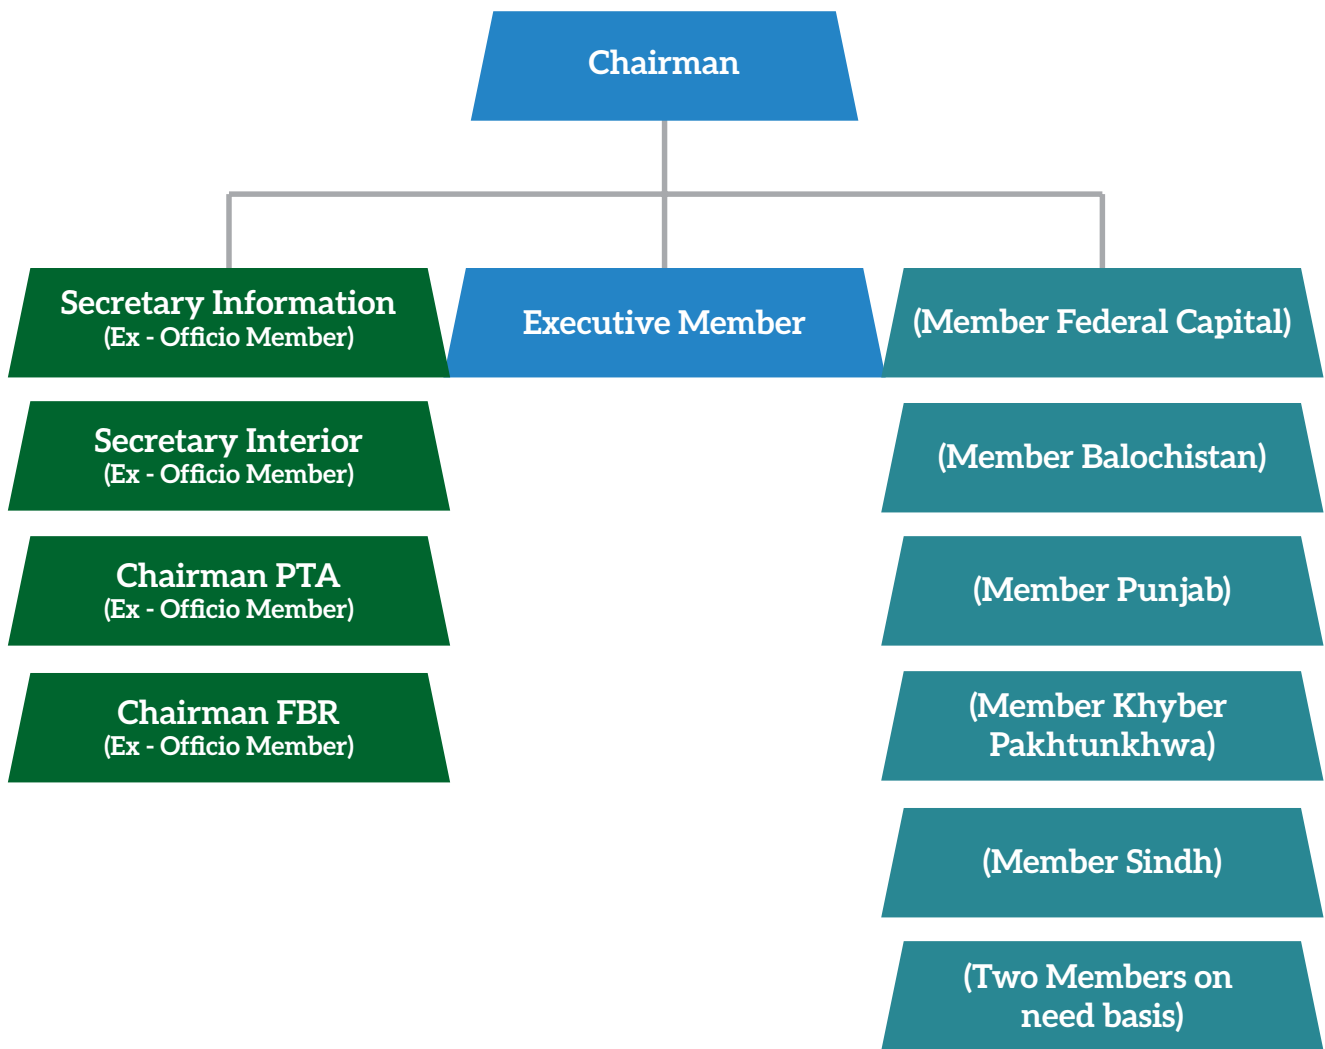 Chairman
Secretary Information
(Ex - Officio Member)
Executive Member
(Member Federal Capital)
Secretary Interior
(Ex - Officio Member)
(Member Balochistan)
Chairman PTA
(Ex - Officio Member)
(Member Punjab)
Chairman FBR
(Ex - Officio Member)
(Member Khyber
Pakhtunkhwa)
(Member Sindh)
(Two Members on
need basis)